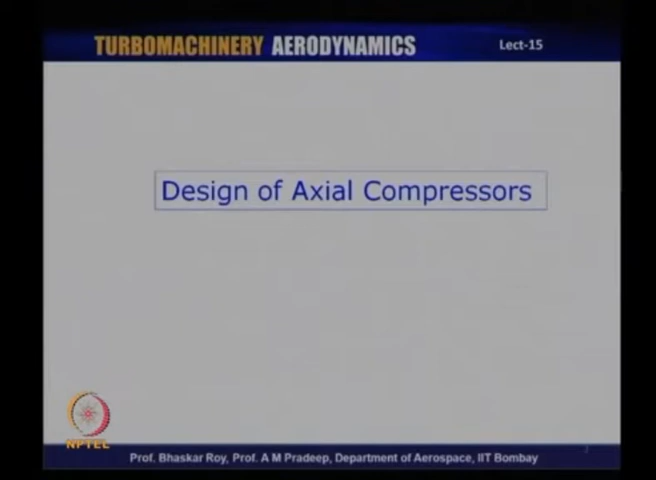 TURBOMACHINERY AERODYNAMICS
Lect-15
Design of Axial Compressors
NPTEL
Prof. Bhaskar Roy, Prof. A M Pradeep, Department of Aerospace, IIT Bombay